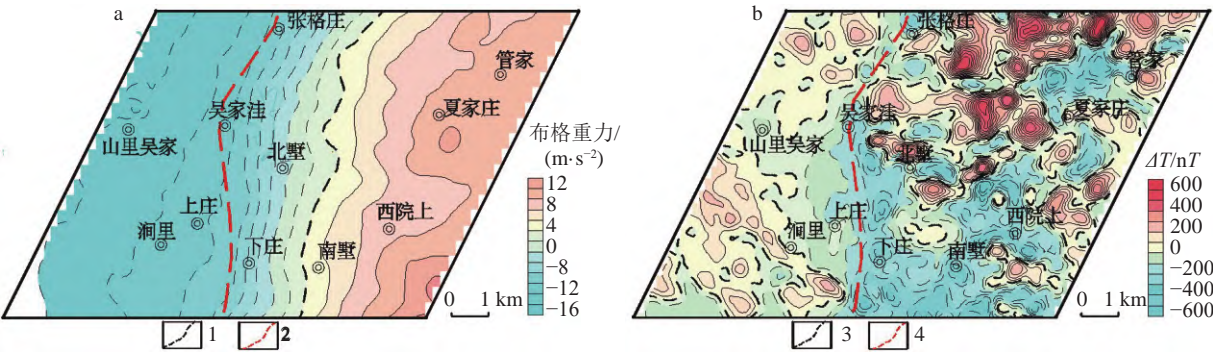 a
张格庄
管家
吴家洼
夏家庄
山里吴家
北墅
上庄
西院上
涧里
下庄
南墅
布格重力/
(m·s⁻²)
12
8
4
0
−8
−12
−16
0 1 km
1
2
b
张格庄
管家
吴家洼
夏家庄
山里吴家
北墅
上庄
西院上
涧里
下庄
南墅
ΔT/nT
600
400
200
0
−200
−400
−600
0 1 km
3
4